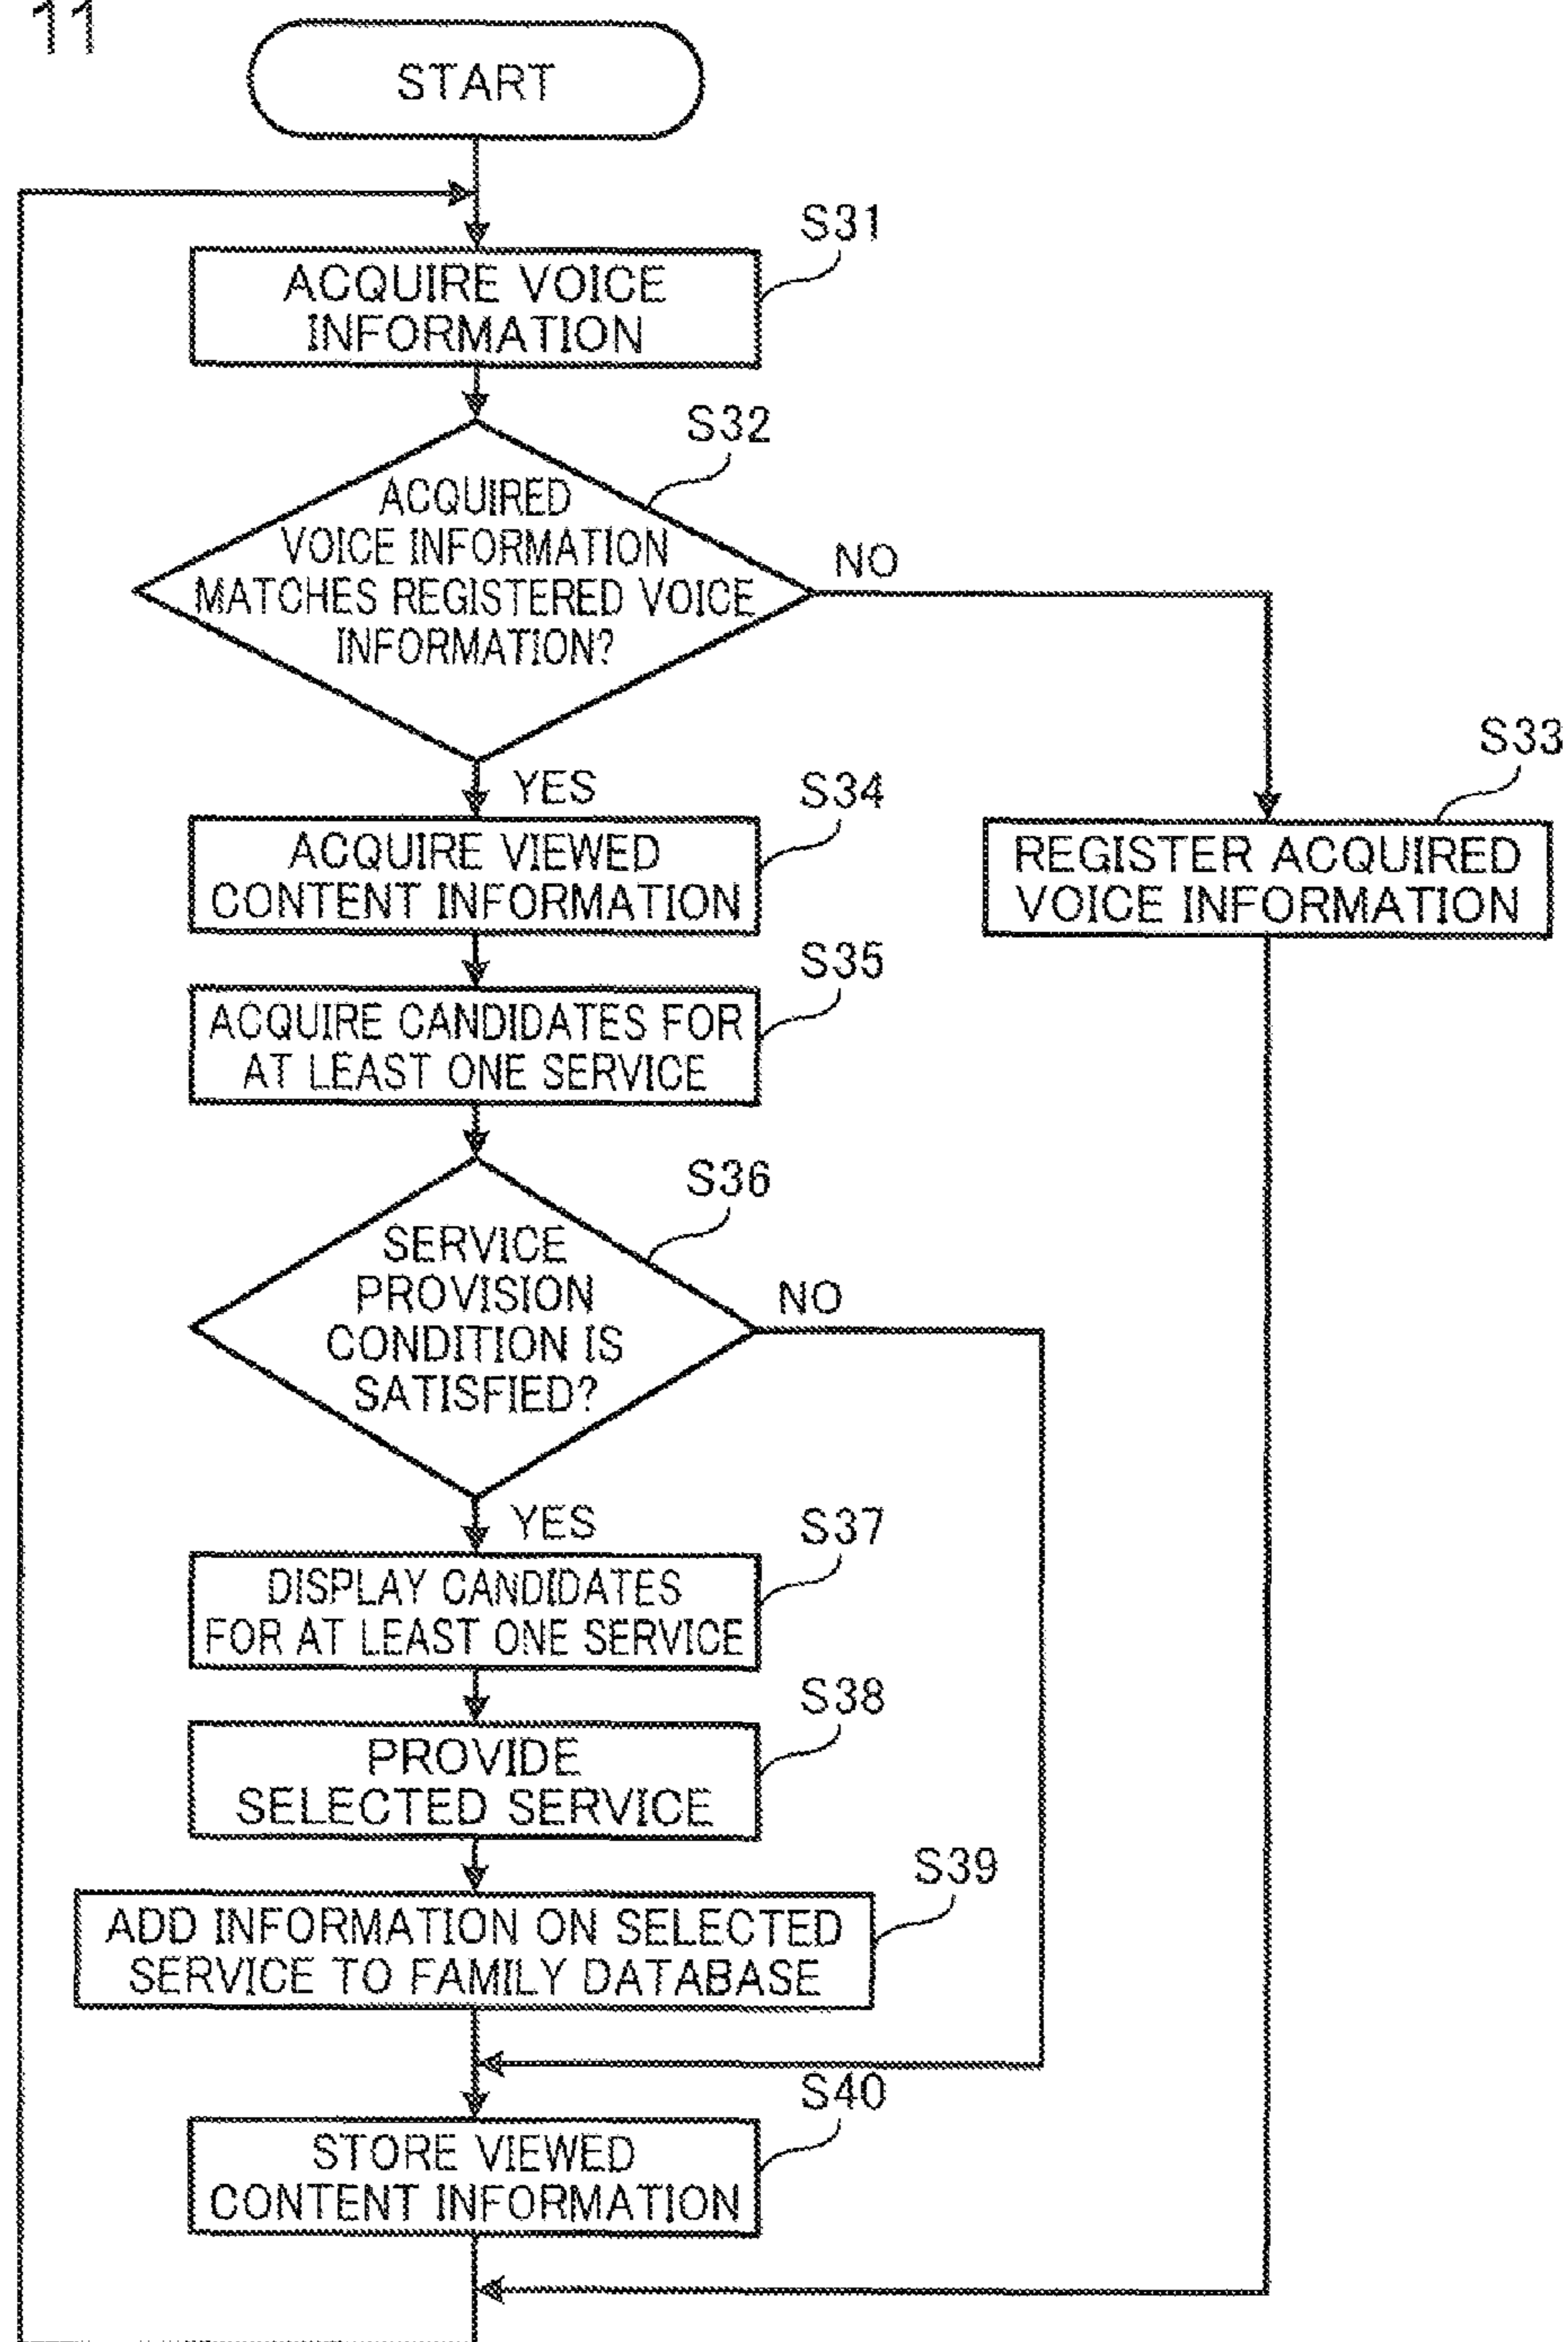 11
START
S31
ACQUIRE VOICE
INFORMATION
S32
ACQUIRED
VOICE INFORMATION
MATCHES REGISTERED VOICE
INFORMATION?
NO
YES
S33
REGISTER ACQUIRED
VOICE INFORMATION
S34
ACQUIRE VIEWED
CONTENT INFORMATION
S35
ACQUIRE CANDIDATES FOR
AT LEAST ONE SERVICE
S36
SERVICE
PROVISION
CONDITION IS
SATISFIED?
NO
YES
S37
DISPLAY CANDIDATES
FOR AT LEAST ONE SERVICE
S38
PROVIDE
SELECTED SERVICE
S39
ADD INFORMATION ON SELECTED
SERVICE TO FAMILY DATABASE
S40
STORE VIEWED
CONTENT INFORMATION